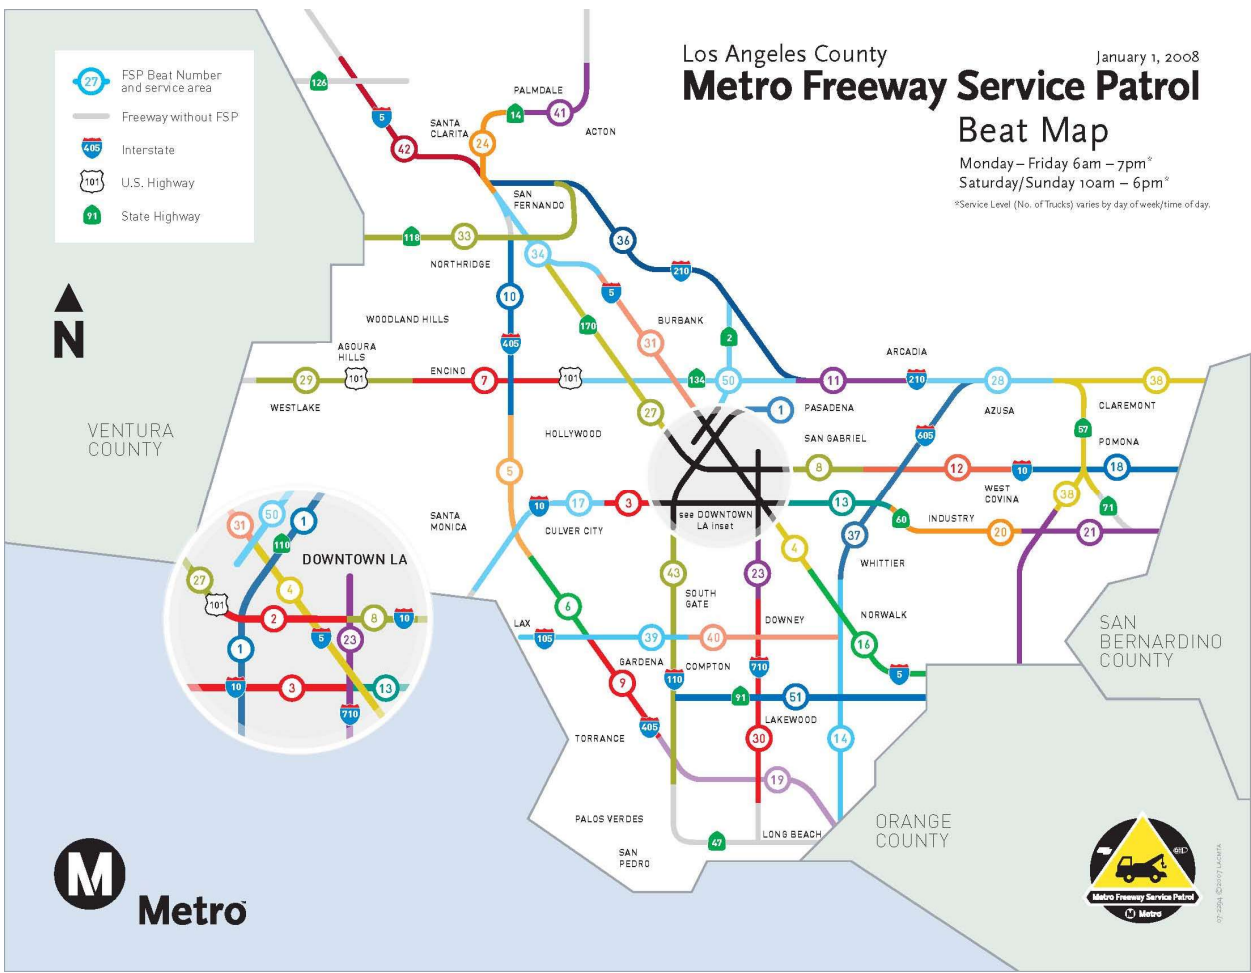 Los Angeles County
January 1, 2008
Metro Freeway Service Patrol
Beat Map
Monday – Friday 6am – 7pm*
Saturday/Sunday 10am – 6pm*
*Service Level (No. of Trucks) varies by day of week/time of day.
27
FSP Beat Number
and service area
Freeway without FSP
405
Interstate
101
U.S. Highway
91
State Highway
N
126
5
42
SANTA
CLARITA
24
PALMDALE
14
41
ACTON
SAN
FERNANDO
118
33
NORTHRIDGE
34
36
210
5
10
170
BURBANK
31
2
405
WOODLAND HILLS
AGOURA
HILLS
29
101
WESTLAKE
ENCINO
7
101
134
50
11
ARCADIA
210
28
38
AZUSA
CLAREMONT
PASADENA
1
27
HOLLYWOOD
SAN GABRIEL
605
57
POMONA
VENTURA
COUNTY
5
8
12
10
18
WEST
COVINA
38
71
SANTA
MONICA
10
17
3
CULVER CITY
see DOWNTOWN
LA inset
13
60
INDUSTRY
20
21
37
WHITTIER
4
43
SOUTH
GATE
23
DOWNEY
6
NORWALK
16
5
LAX
105
39
40
GARDENA
COMPTON
9
110
710
91
51
LAKEWOOD
405
TORRANCE
30
14
19
PALOS VERDES
SAN
PEDRO
47
LONG BEACH
SAN
BERNARDINO
COUNTY
ORANGE
COUNTY
31
50
1
110
DOWNTOWN LA
27
101
4
2
5
8
10
23
1
10
3
13
710
M
Metro
Metro Freeway Service Patrol
M Metro
07-2294 ©2007 LACMTA